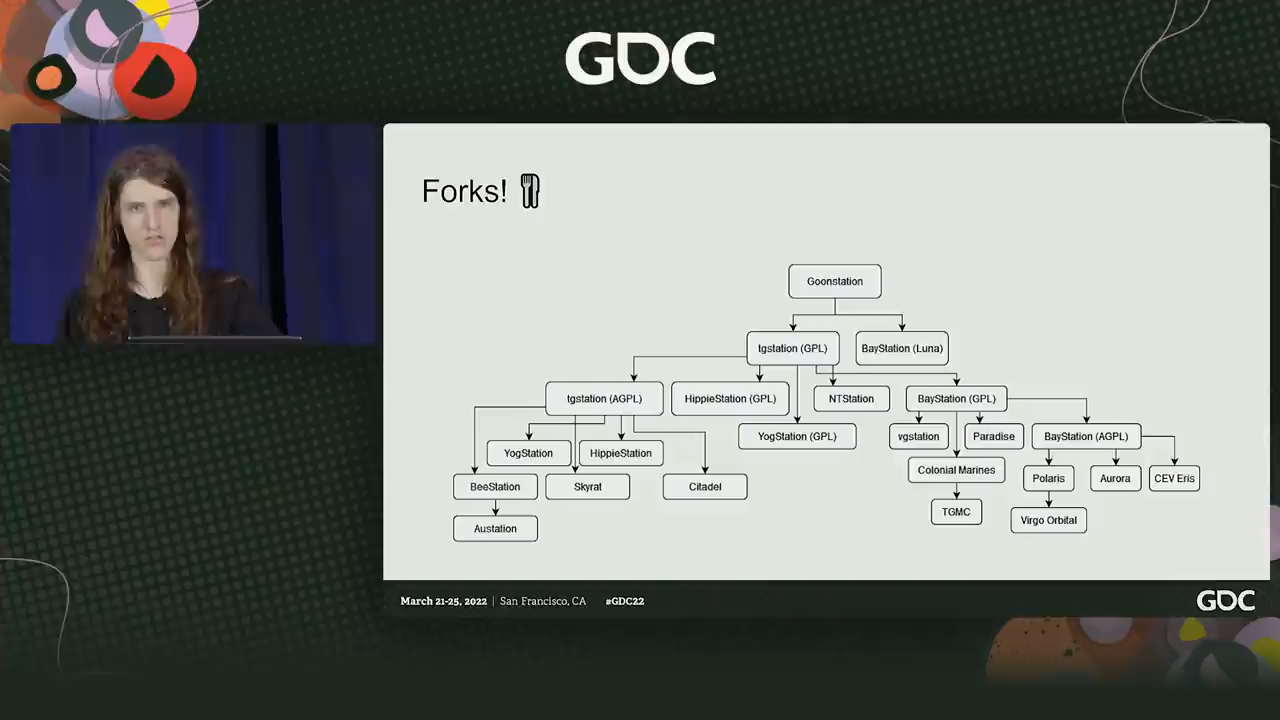 GDC
Forks!
Goonstation
tgstation (GPL)
BayStation (Luna)
tgstation (AGPL)
HippieStation (GPL)
NTStation
BayStation (GPL)
YogStation (GPL)
vgstation
Paradise
BayStation (AGPL)
YogStation
HippieStation
Colonial Marines
Polaris
Aurora
CEV Eris
BeeStation
Skyrat
Citadel
TGMC
Virgo Orbital
Austation
March 21-25, 2022 | San Francisco, CA #GDC22
GDC